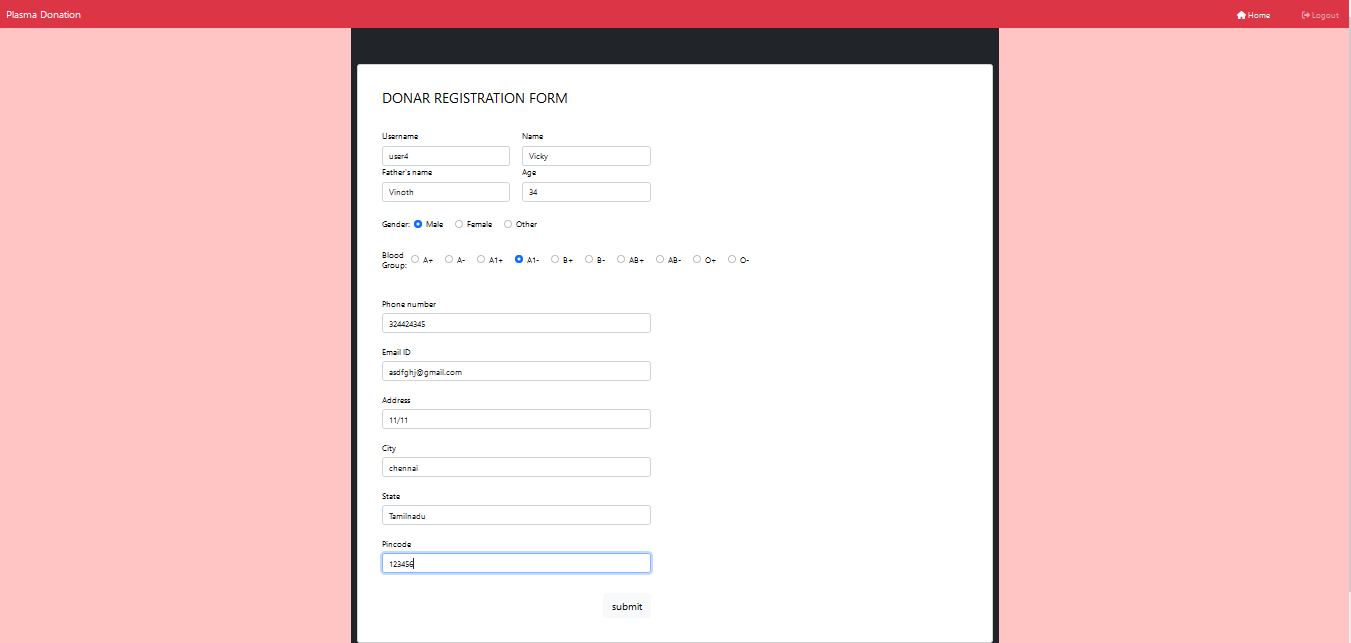 Plasma Donation Home Logout
DONAR REGISTRATION FORM
Username Name
user4 Vicky
Father's name Age
Vinoth 34
Gender: Male Female Other
Blood Group: A+ A- A1+ A1- B+ B- AB+ AB- O+ O-
Phone number
324424345
Email ID
asdfghj@gmail.com
Address
11/11
City
chennai
State
Tamilnadu
Pincode
123456
submit